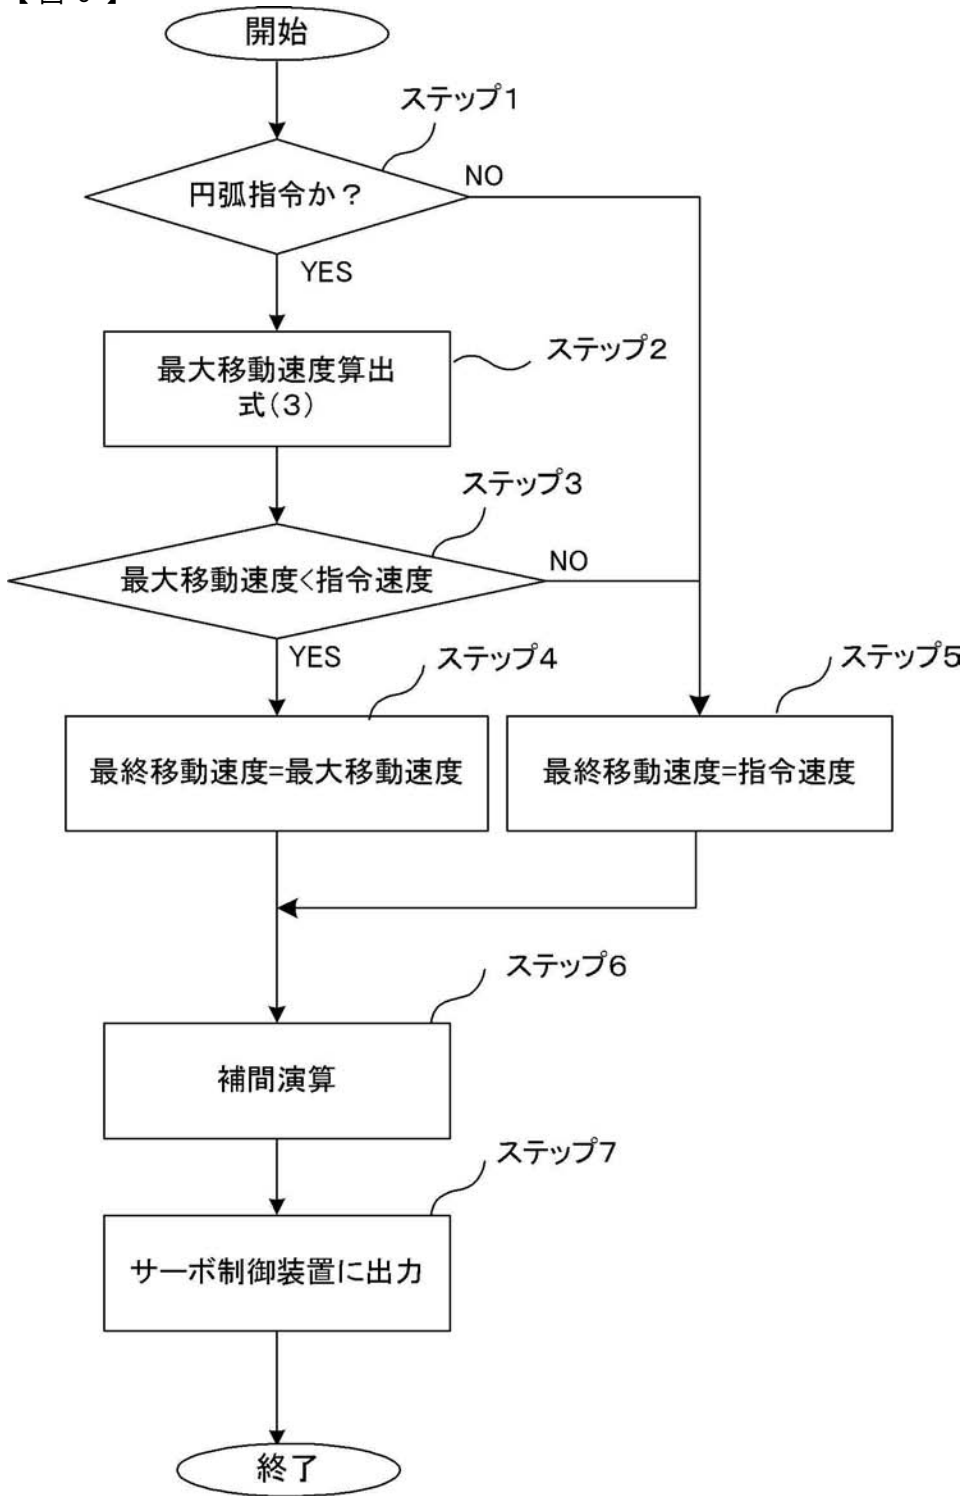 開始
ステップ1
円弧指令か？
NO
YES
ステップ2
最大移動速度算出
式(3)
ステップ3
最大移動速度<指令速度
NO
YES
ステップ4
ステップ5
最終移動速度=最大移動速度
最終移動速度=指令速度
ステップ6
補間演算
ステップ7
サーボ制御装置に出力
終了